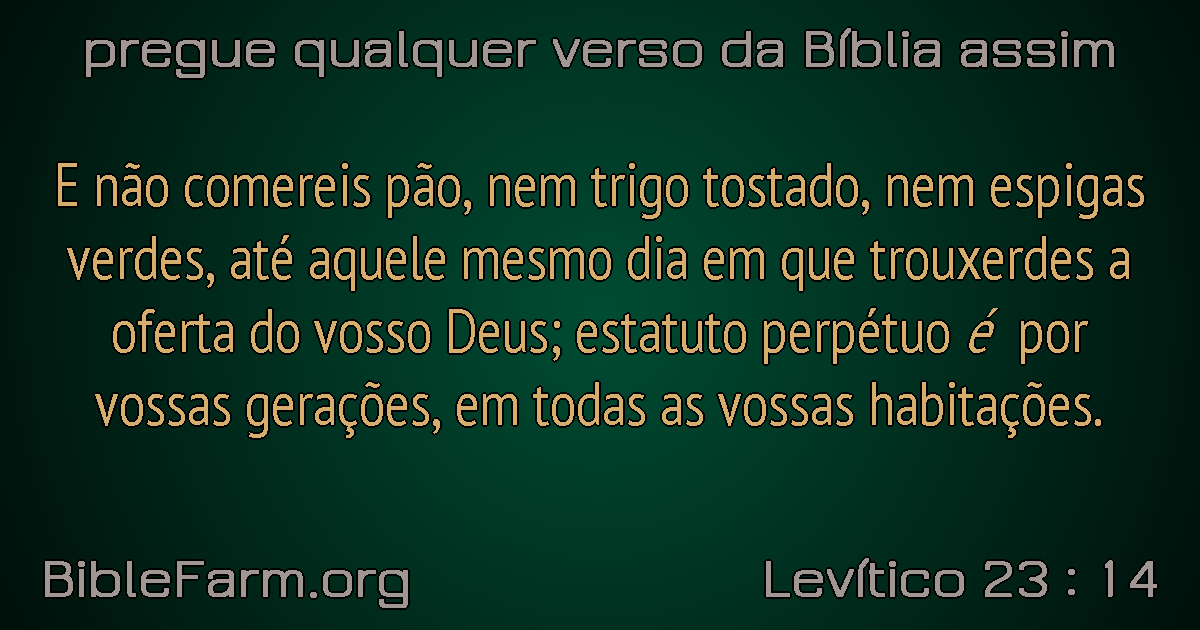 pregue qualquer verso da Bíblia assim
E não comereis pão, nem trigo tostado, nem espigas
verdes, até aquele mesmo dia em que trouxerdes a
oferta do vosso Deus; estatuto perpétuo é por
vossas gerações, em todas as vossas habitações.
BibleFarm.org
Levítico 23 : 14